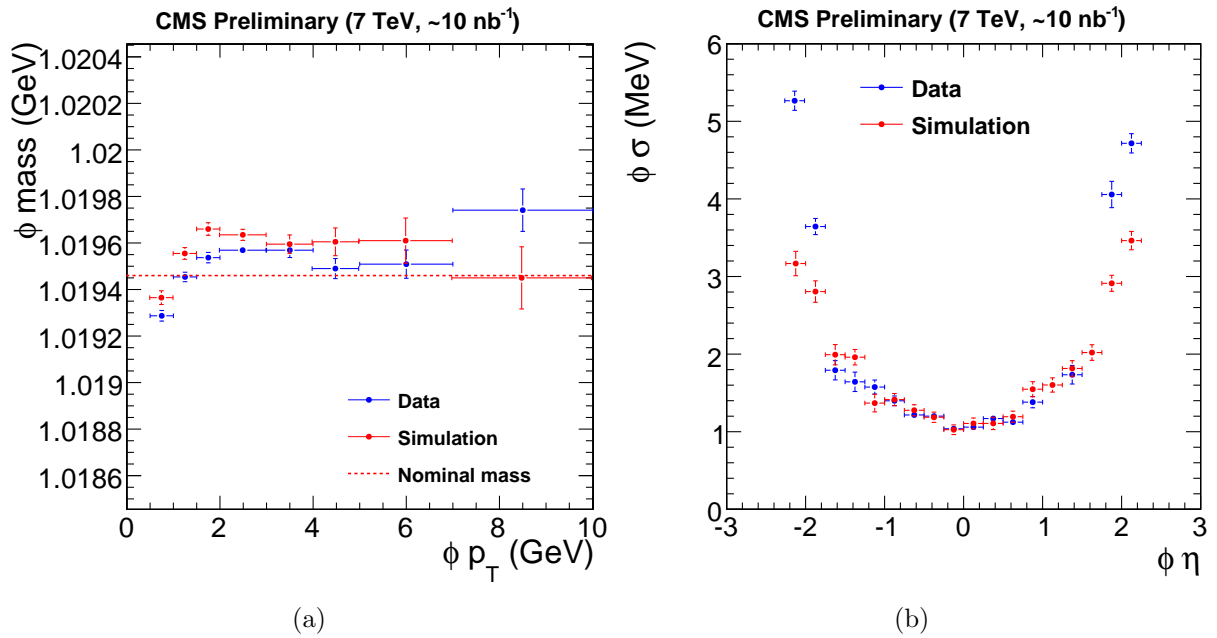 CMS Preliminary (7 TeV, ~10 nb⁻¹)
ϕ mass (GeV)
1.0204
1.0202
1.02
1.0198
1.0196
1.0194
1.0192
1.019
1.0188
1.0186
Data
Simulation
Nominal mass
0 2 4 6 8 10
ϕ p_T (GeV)
(a)
CMS Preliminary (7 TeV, ~10 nb⁻¹)
ϕ σ (MeV)
6
5
4
3
2
1
0
Data
Simulation
-3 -2 -1 0 1 2 3
ϕ η
(b)